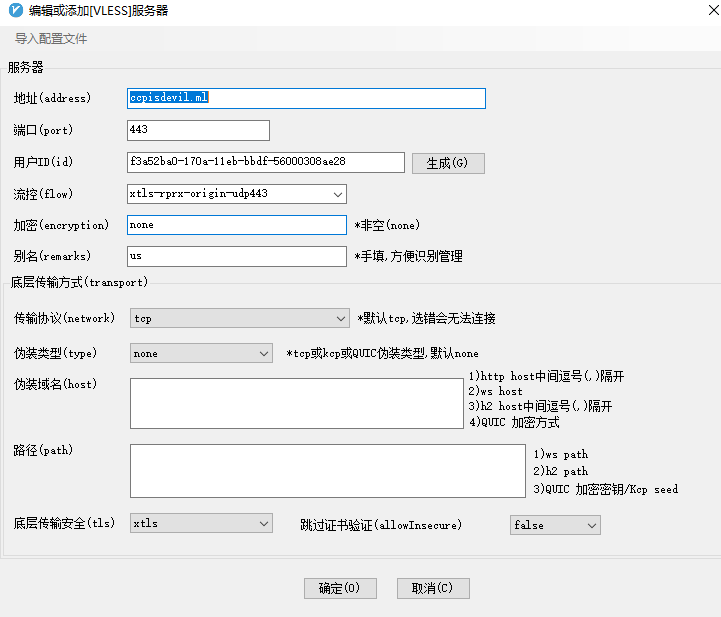 编辑或添加[VLESS]服务器
导入配置文件
服务器
地址(address) ccpisdevil.ml
端口(port) 443
用户ID(id) f3a52ba0-170a-11eb-bbdf-56000308ae28 生成(G)
流控(flow) xtls-rprx-origin-udp443
加密(encryption) none *非空(none)
别名(remarks) us *手填,方便识别管理
底层传输方式(transport)
传输协议(network) tcp *默认tcp,选错会无法连接
伪装类型(type) none *tcp或kcp或QUIC伪装类型,默认none
伪装域名(host)
1)http host中间逗号(,)隔开
2)ws host
3)h2 host中间逗号(,)隔开
4)QUIC 加密方式
路径(path)
1)ws path
2)h2 path
3)QUIC 加密密钥/Kcp seed
底层传输安全(tls) xtls 跳过证书验证(allowInsecure) false
确定(O) 取消(C)